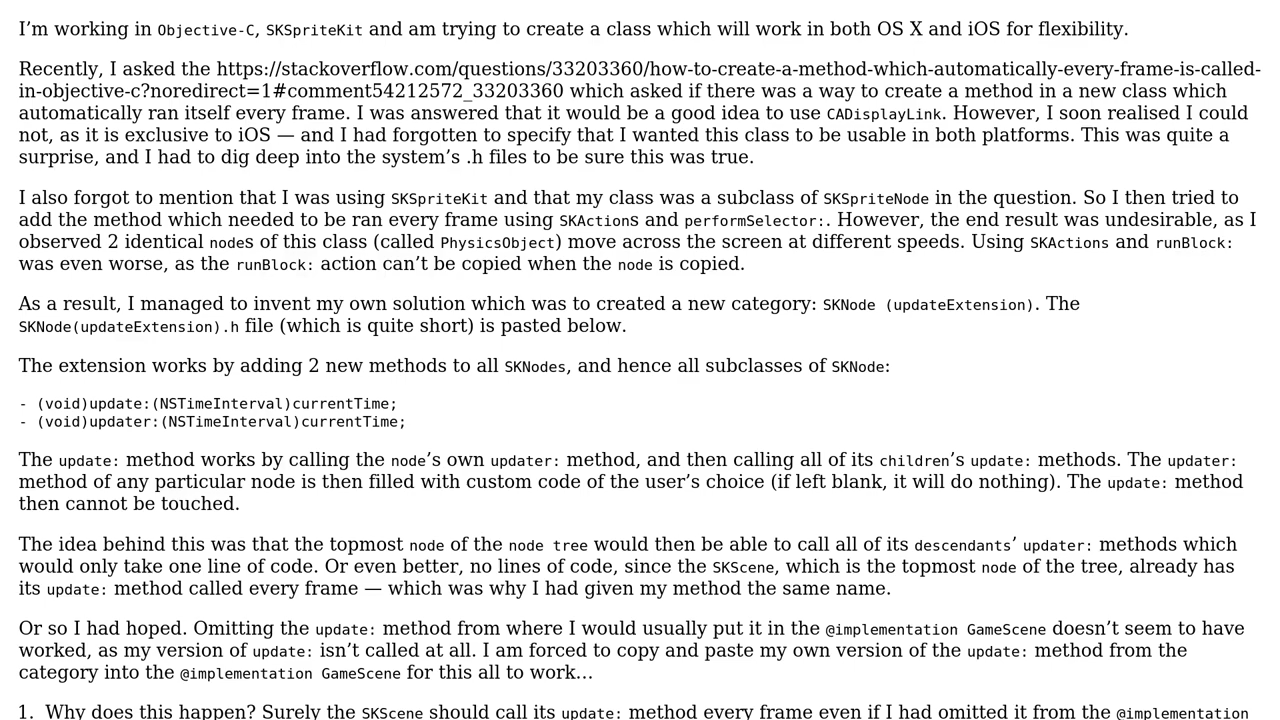 I’m working in Objective-C, SKSpriteKit and am trying to create a class which will work in both OS X and iOS for flexibility.
Recently, I asked the https://stackoverflow.com/questions/33203360/how-to-create-a-method-which-automatically-every-frame-is-called-
in-objective-c?noredirect=1#comment54212572_33203360 which asked if there was a way to create a method in a new class which
automatically ran itself every frame. I was answered that it would be a good idea to use CADisplayLink. However, I soon realised I could
not, as it is exclusive to iOS — and I had forgotten to specify that I wanted this class to be usable in both platforms. This was quite a
surprise, and I had to dig deep into the system’s .h files to be sure this was true.
I also forgot to mention that I was using SKSpriteKit and that my class was a subclass of SKSpriteNode in the question. So I then tried to
add the method which needed to be ran every frame using SKActions and performSelector:. However, the end result was undesirable, as I
observed 2 identical nodes of this class (called PhysicsObject) move across the screen at different speeds. Using SKActions and runBlock:
was even worse, as the runBlock: action can’t be copied when the node is copied.
As a result, I managed to invent my own solution which was to created a new category: SKNode (updateExtension). The
SKNode(updateExtension).h file (which is quite short) is pasted below.
The extension works by adding 2 new methods to all SKNodes, and hence all subclasses of SKNode:
- (void)update:(NSTimeInterval)currentTime;
- (void)updater:(NSTimeInterval)currentTime;
The update: method works by calling the node’s own updater: method, and then calling all of its children’s update: methods. The updater:
method of any particular node is then filled with custom code of the user’s choice (if left blank, it will do nothing). The update: method
then cannot be touched.
The idea behind this was that the topmost node of the node tree would then be able to call all of its descendants’ updater: methods which
would only take one line of code. Or even better, no lines of code, since the SKScene, which is the topmost node of the tree, already has
its update: method called every frame — which was why I had given my method the same name.
Or so I had hoped. Omitting the update: method from where I would usually put it in the @implementation GameScene doesn’t seem to have
worked, as my version of update: isn’t called at all. I am forced to copy and paste my own version of the update: method from the
category into the @implementation GameScene for this all to work…
1. Why does this happen? Surely the SKScene should call its update: method every frame even if I had omitted it from the @implementation